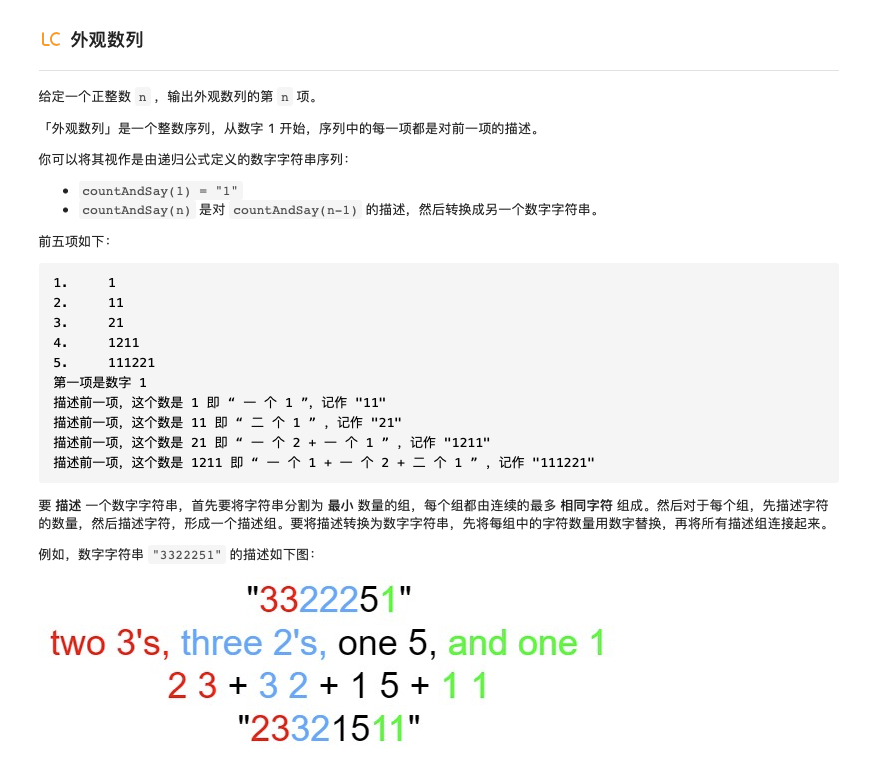 LC 外观数列
给定一个正整数 n ，输出外观数列的第 n 项。
「外观数列」是一个整数序列，从数字 1 开始，序列中的每一项都是对前一项的描述。
你可以将其视作是由递归公式定义的数字字符串序列：
• countAndSay(1) = "1"
• countAndSay(n) 是对 countAndSay(n-1) 的描述，然后转换成另一个数字字符串。
前五项如下：
1. 1
2. 11
3. 21
4. 1211
5. 111221
第一项是数字 1
描述前一项，这个数是 1 即 “ 一 个 1 ”，记作 "11"
描述前一项，这个数是 11 即 “ 二 个 1 ” ，记作 "21"
描述前一项，这个数是 21 即 “ 一 个 2 + 一 个 1 ” ，记作 "1211"
描述前一项，这个数是 1211 即 “ 一 个 1 + 一 个 2 + 二 个 1 ” ，记作 "111221"
要 描述 一个数字字符串，首先要将字符串分割为 最小 数量的组，每个组都由连续的最多 相同字符 组成。然后对于每个组，先描述字符
的数量，然后描述字符，形成一个描述组。要将描述转换为数字字符串，先将每组中的字符数量用数字替换，再将所有描述组连接起来。
例如，数字字符串 "3322251" 的描述如下图：
"3322251"
two 3's, three 2's, one 5, and one 1
2 3 + 3 2 + 1 5 + 1 1
"23321511"